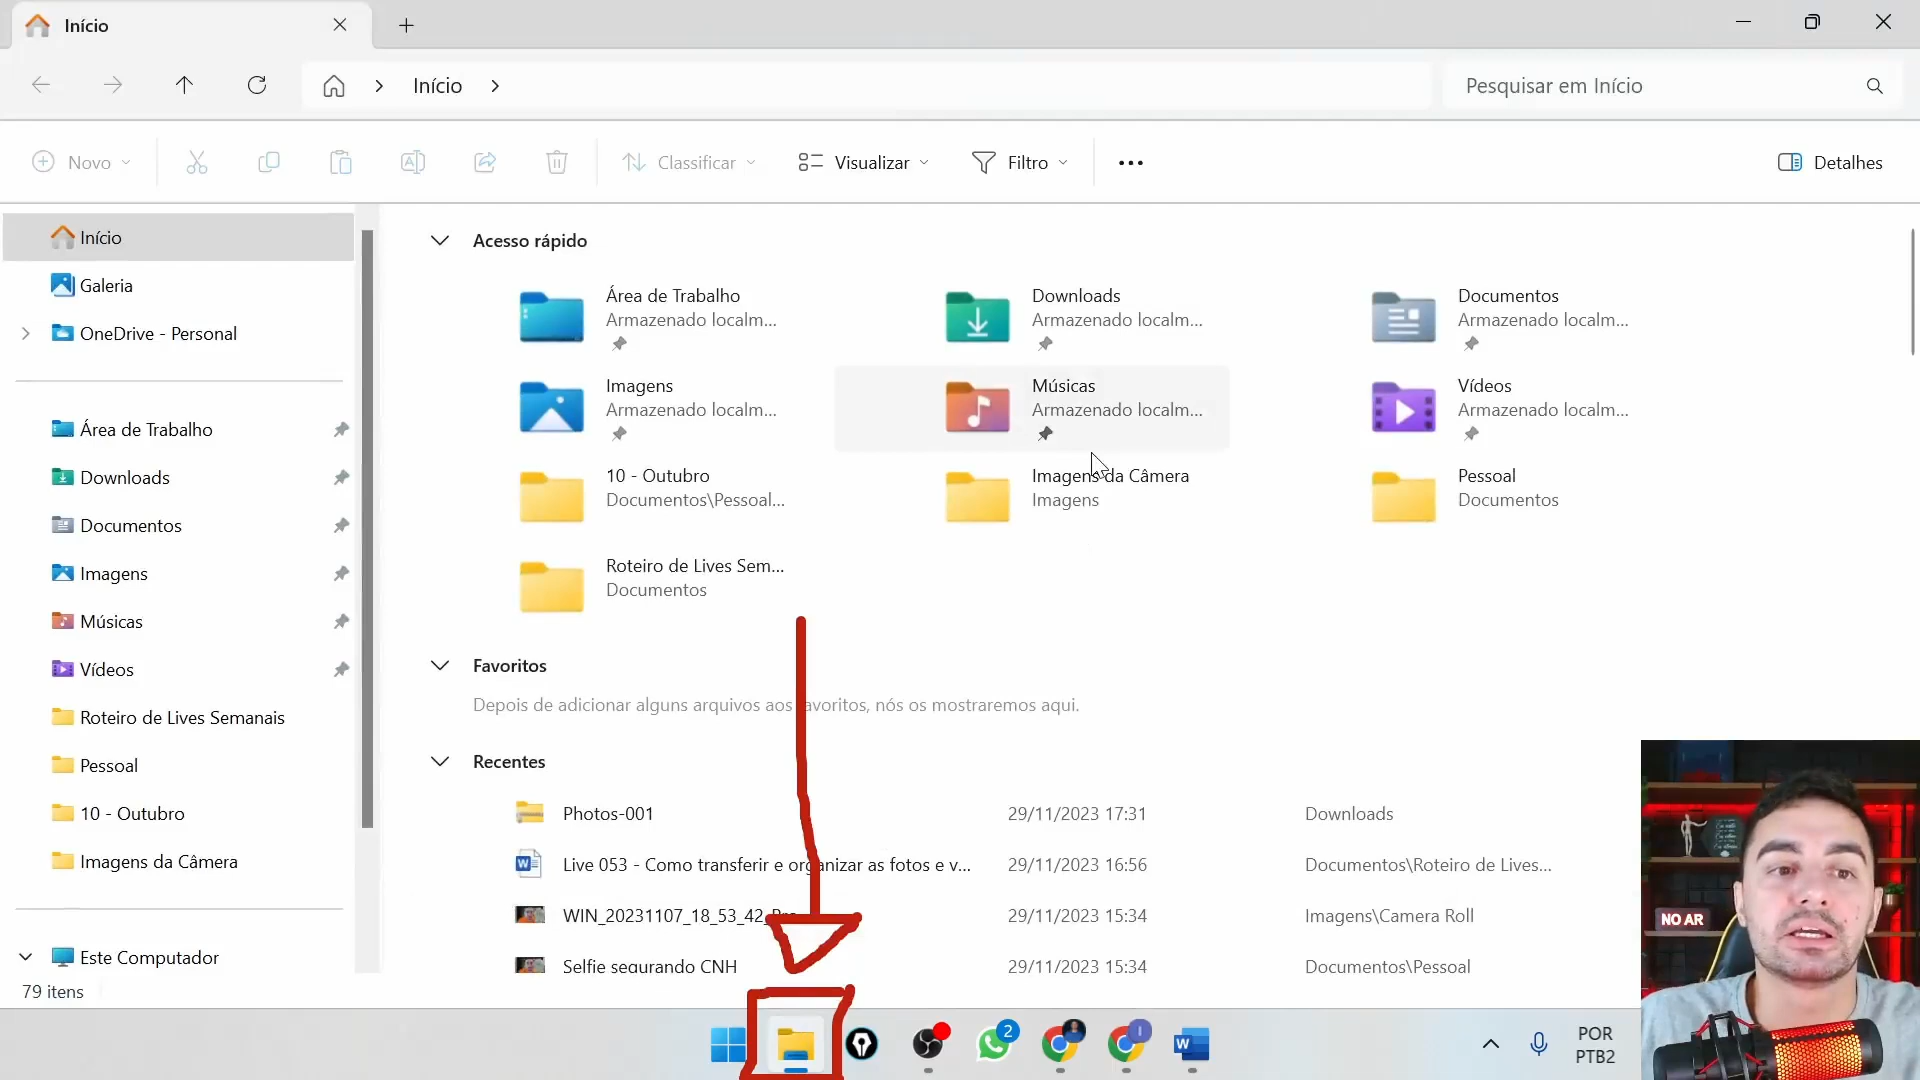 Início
Início
Pesquisar em Início
Novo
Classificar
Visualizar
Filtro
Detalhes
Início
Galeria
OneDrive - Personal
Área de Trabalho
Downloads
Documentos
Imagens
Músicas
Vídeos
Roteiro de Lives Semanais
Pessoal
10 - Outubro
Imagens da Câmera
Este Computador
79 itens
Acesso rápido
Área de Trabalho
Armazenado localm...
Downloads
Armazenado localm...
Documentos
Armazenado localm...
Imagens
Armazenado localm...
Músicas
Armazenado localm...
Vídeos
Armazenado localm...
10 - Outubro
Documentos\Pessoal...
Imagens da Câmera
Imagens
Pessoal
Documentos
Roteiro de Lives Sem...
Documentos
Favoritos
Depois de adicionar alguns arquivos aos favoritos, nós os mostraremos aqui.
Recentes
Photos-001 29/11/2023 17:31 Downloads
Live 053 - Como transferir e organizar as fotos e v... 29/11/2023 16:56 Documentos\Roteiro de Lives...
WIN_20231107_18_53_42_Pro 29/11/2023 15:34 Imagens\Camera Roll
Selfie segurando CNH 29/11/2023 15:34 Documentos\Pessoal
NO AR
2
I
W
POR
PTB2